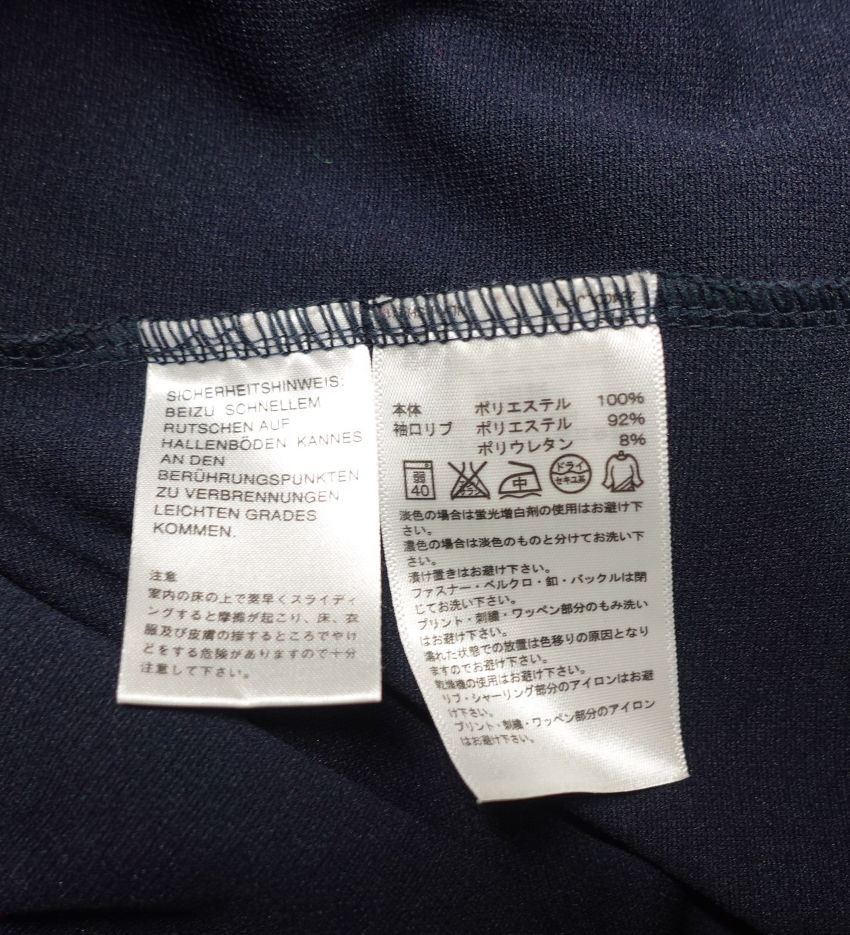 SICHERHEITSHINWEIS:
BEIZU SCHNELLEM
RUTSCHEN AUF
HALLENBÖDEN KANNES
AN DEN
BERÜHRUNGSPUNKTEN
ZU VERBRENNUNGEN
LEICHTEN GRADES
KOMMEN.
注意
室内の床の上で素早くスライディ
ングすると摩擦が起こり、床、衣
服及び皮膚の接するところでやけ
どをする危険がありますので十分
注意して下さい。
本体 ポリエステル 100%
袖口リブ ポリエステル 92%
ポリウレタン 8%
弱 40 中 ドライ セキユ系
淡色の場合は蛍光増白剤の使用はお避け下
さい。
濃色の場合は淡色のものと分けてお洗い下
さい。
漬け置きはお避け下さい。
ファスナー・ベルクロ・釦・バックルは閉
じてお洗い下さい。
プリント・刺繍・ワッペン部分のもみ洗い
はお避け下さい。
濡れた状態での放置は色移りの原因となり
ますのでお避け下さい。
乾燥機の使用はお避け下さい。
リブ・シャーリング部分のアイロンはお避
け下さい。
プリント・刺繍・ワッペン部分のアイロン
はお避け下さい。